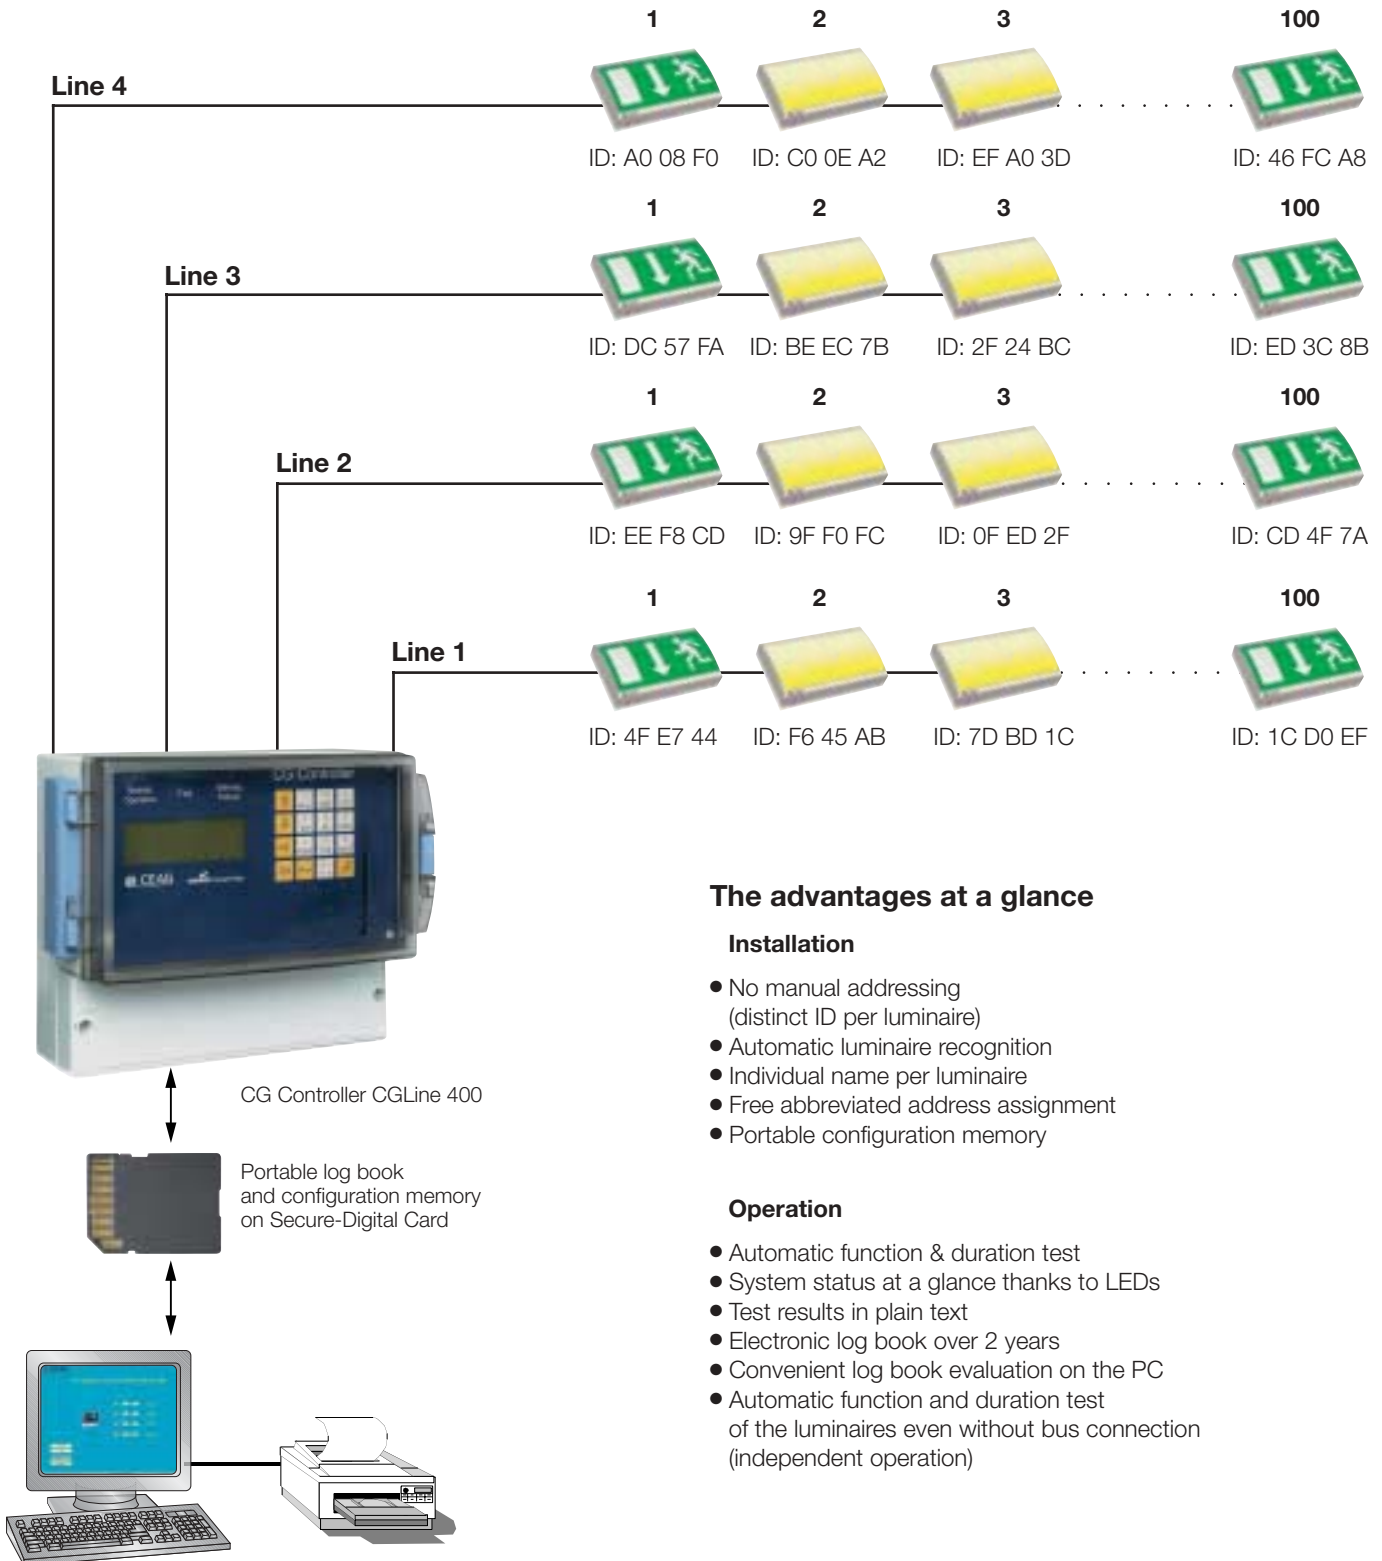 1 2 3 100
Line 4
ID: A0 08 F0 ID: C0 0E A2 ID: EF A0 3D ID: 46 FC A8
1 2 3 100
Line 3
ID: DC 57 FA ID: BE EC 7B ID: 2F 24 BC ID: ED 3C 8B
1 2 3 100
Line 2
ID: EE F8 CD ID: 9F F0 FC ID: 0F ED 2F ID: CD 4F 7A
1 2 3 100
Line 1
ID: 4F E7 44 ID: F6 45 AB ID: 7D BD 1C ID: 1C D0 EF
CG Controller
CEAG
CG Controller CGLine 400
Portable log book
and configuration memory
on Secure-Digital Card
The advantages at a glance
Installation
● No manual addressing
(distinct ID per luminaire)
● Automatic luminaire recognition
● Individual name per luminaire
● Free abbreviated address assignment
● Portable configuration memory
Operation
● Automatic function & duration test
● System status at a glance thanks to LEDs
● Test results in plain text
● Electronic log book over 2 years
● Convenient log book evaluation on the PC
● Automatic function and duration test
of the luminaires even without bus connection
(independent operation)